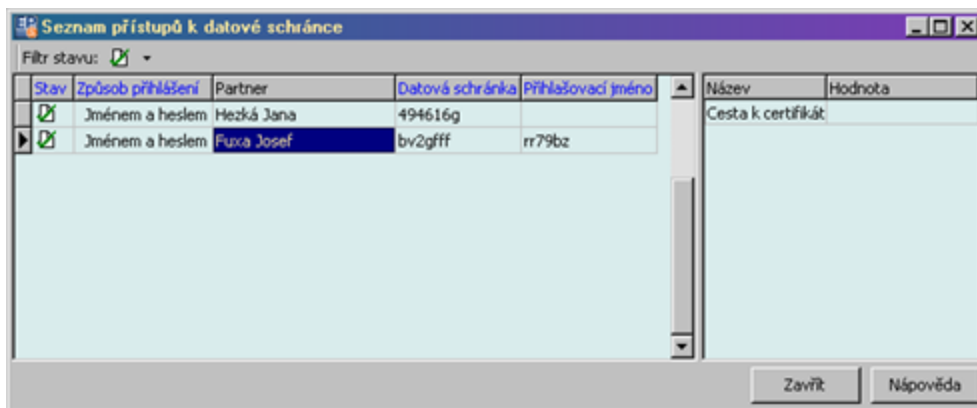 Seznam přístupů k datové schránce
Filtr stavu:
Stav Způsob přihlášení Partner Datová schránka Přihlašovací jméno Název Hodnota
Jménem a heslem Hezká Jana 494616g Cesta k certifikát
Jménem a heslem Fuxa Josef bv2gfff rr79bz
Zavřít Nápověda